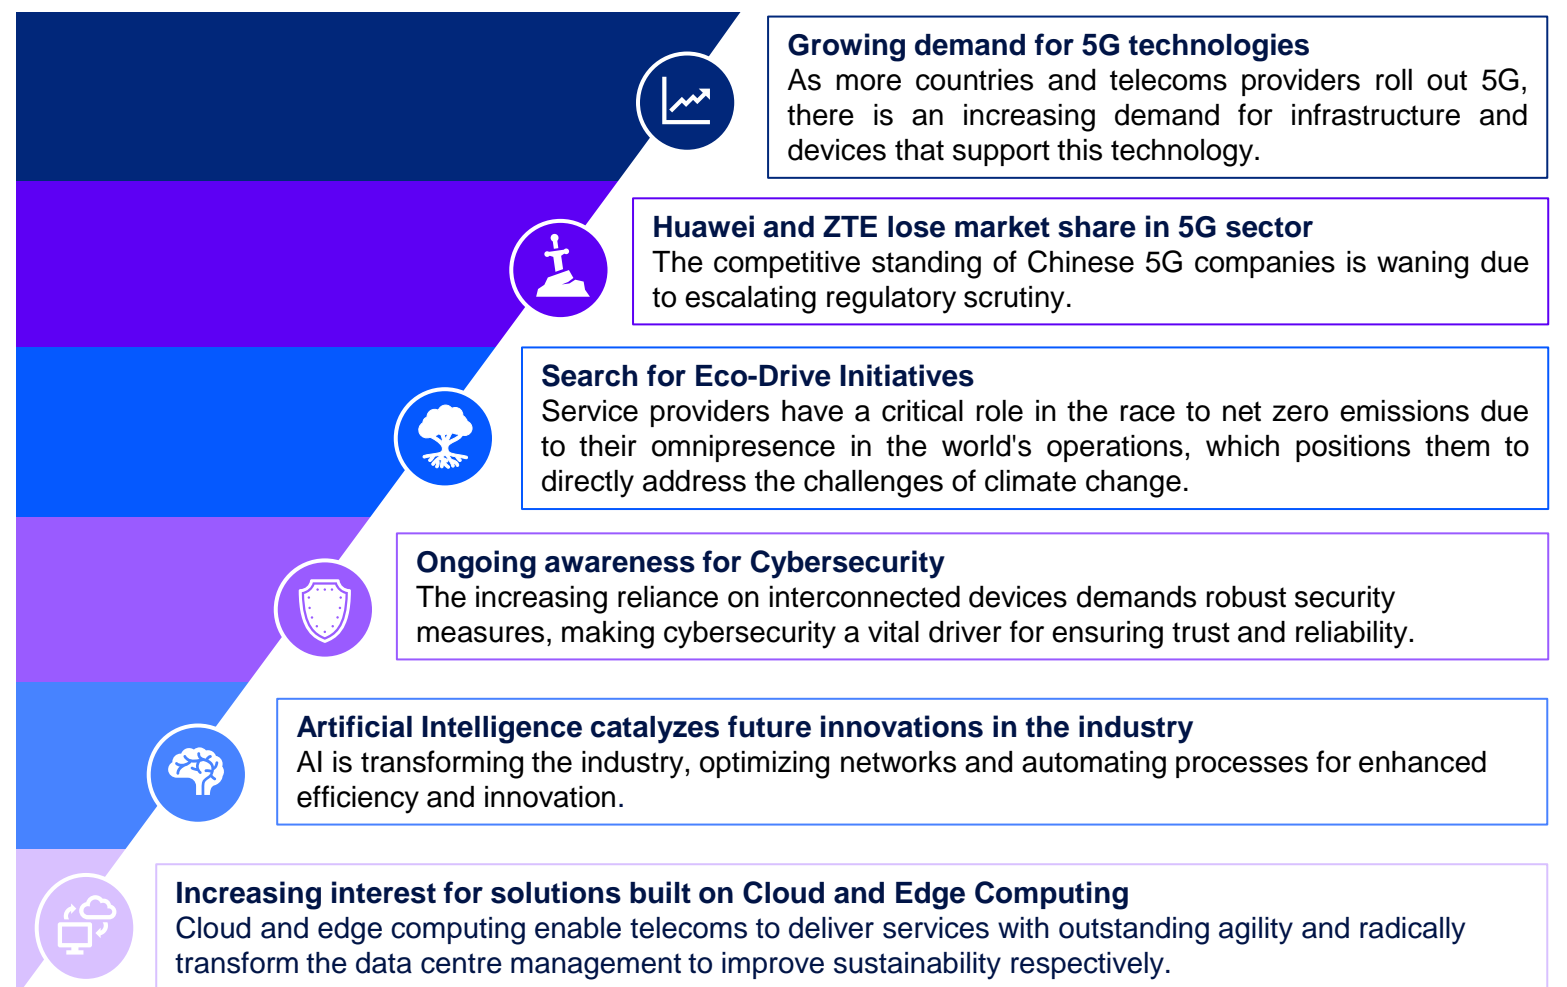 Growing demand for 5G technologies
As more countries and telecoms providers roll out 5G,
there is an increasing demand for infrastructure and
devices that support this technology.
Huawei and ZTE lose market share in 5G sector
The competitive standing of Chinese 5G companies is waning due
to escalating regulatory scrutiny.
Search for Eco-Drive Initiatives
Service providers have a critical role in the race to net zero emissions due
to their omnipresence in the world's operations, which positions them to
directly address the challenges of climate change.
Ongoing awareness for Cybersecurity
The increasing reliance on interconnected devices demands robust security
measures, making cybersecurity a vital driver for ensuring trust and reliability.
Artificial Intelligence catalyzes future innovations in the industry
AI is transforming the industry, optimizing networks and automating processes for enhanced
efficiency and innovation.
Increasing interest for solutions built on Cloud and Edge Computing
Cloud and edge computing enable telecoms to deliver services with outstanding agility and radically
transform the data centre management to improve sustainability respectively.